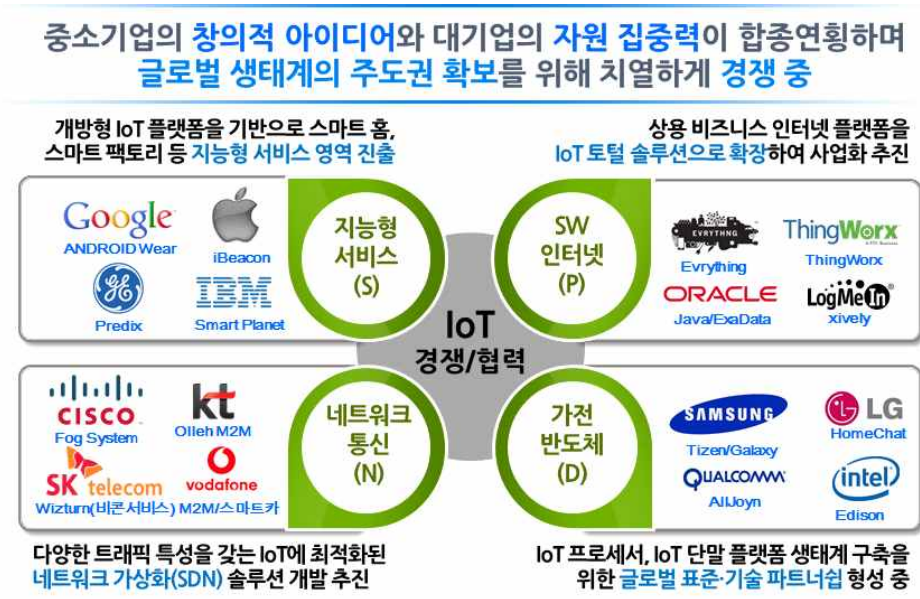 중소기업의 창의적 아이디어와 대기업의 자원 집중력이 합종연횡하며
글로벌 생태계의 주도권 확보를 위해 치열하게 경쟁 중
개방형 IoT 플랫폼을 기반으로 스마트 홈,
스마트 팩토리 등 지능형 서비스 영역 진출
상용 비즈니스 인터넷 플랫폼을
IoT 토털 솔루션으로 확장하여 사업화 추진
Google
ANDROID Wear
iBeacon
GE
Predix
IBM
Smart Planet
지능형
서비스
(S)
SW
인터넷
(P)
EVRYTHNG
Evrything
ThingWorx
ThingWorx
ORACLE
Java/ExaData
LogMeIn
xively
IoT
경쟁/협력
CISCO
Fog System
kt
Olleh M2M
SK telecom
Wizturn(비콘서비스)
vodafone
M2M/스마트카
네트워크
통신
(N)
가전
반도체
(D)
SAMSUNG
Tizen/Galaxy
LG
HomeChat
QUALCOMM
AllJoyn
intel
Edison
다양한 트래픽 특성을 갖는 IoT에 최적화된
네트워크 가상화(SDN) 솔루션 개발 추진
IoT 프로세서, IoT 단말 플랫폼 생태계 구축을
위한 글로벌 표준·기술 파트너쉽 형성 중